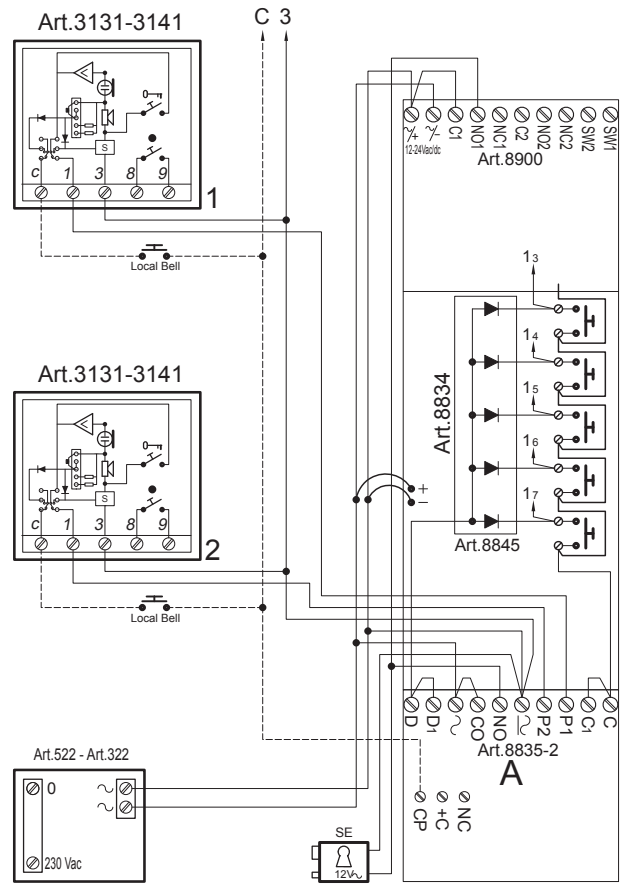 Art.3131-3141
C 3
S
C 1 3 8 9
1
Local Bell
~/+ ~/- C1 NO1 NC1 C2 NO2 NC2 SW2 SW1
12-24Vac/dc
Art.8900
13
14
15
16
17
Art.8834
Art.8845
+
-
Art.3131-3141
S
C 1 3 8 9
2
Local Bell
D D1 ~ CO NO ~ P2 P1 C1 C
Art.8835-2
A
CP +C NC
Art.522 - Art.322
0 ~
~
230 Vac
SE
12V~